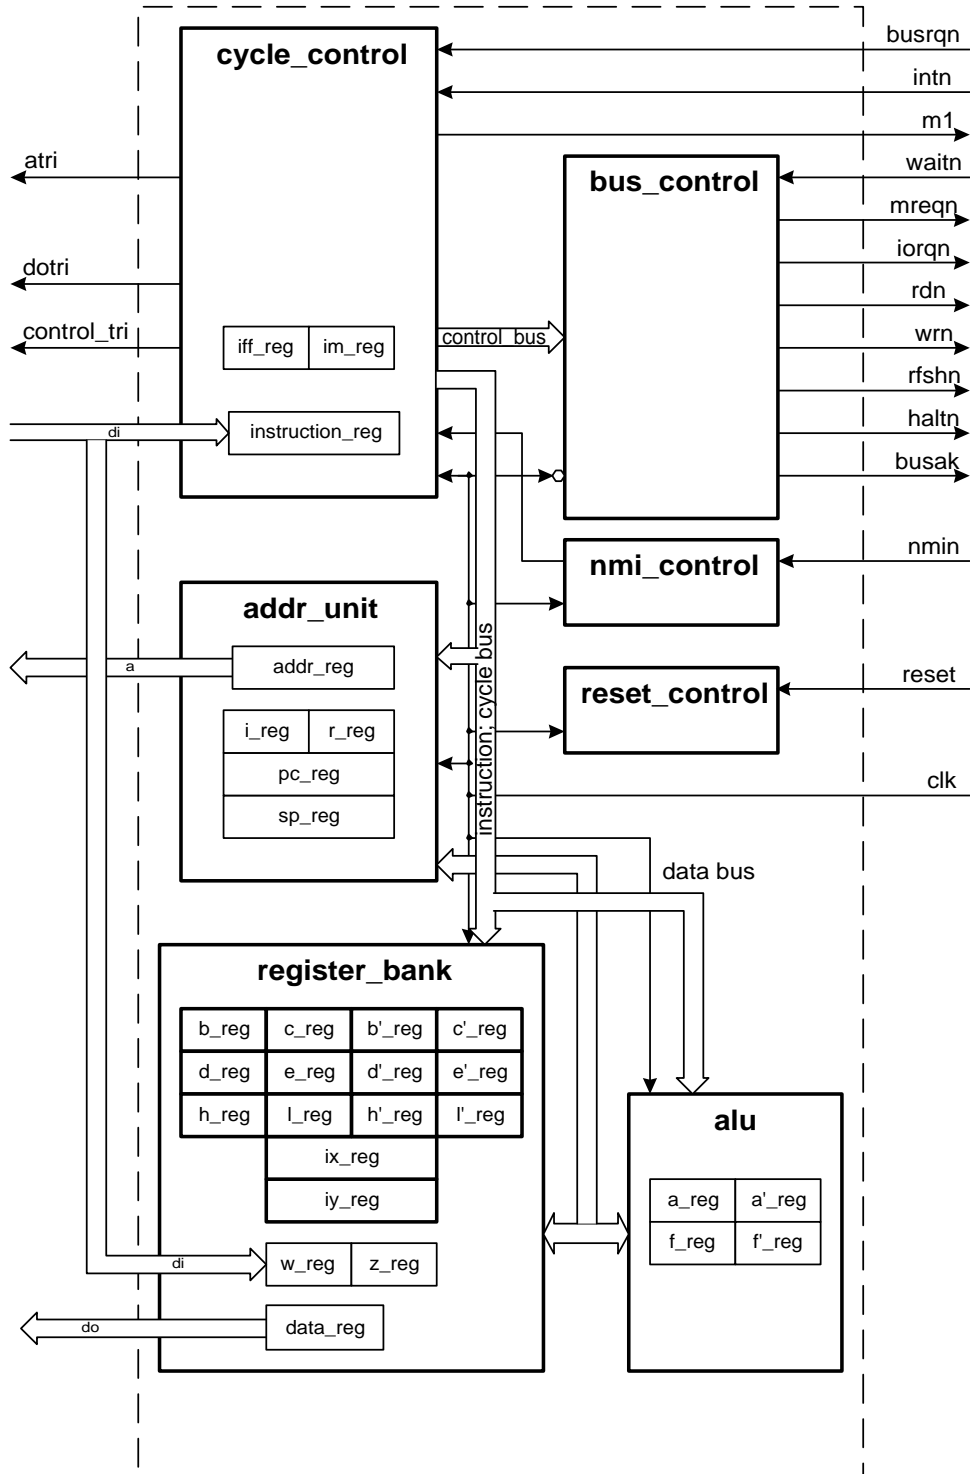 cycle_control
busrqn
intn
m1
atri
bus_control
waitn
mreqn
iorqn
dotri
rdn
control_tri
iff_reg
im_reg
control_bus
wrn
rfshn
di
instruction_reg
haltn
busak
nmi_control
nmin
addr_unit
a
addr_reg
instruction; cycle bus
reset_control
reset
i_reg
r_reg
pc_reg
sp_reg
clk
data bus
register_bank
b_reg
c_reg
b'_reg
c'_reg
d_reg
e_reg
d'_reg
e'_reg
h_reg
l_reg
h'_reg
l'_reg
alu
ix_reg
iy_reg
a_reg
a'_reg
f_reg
f'_reg
di
w_reg
z_reg
do
data_reg